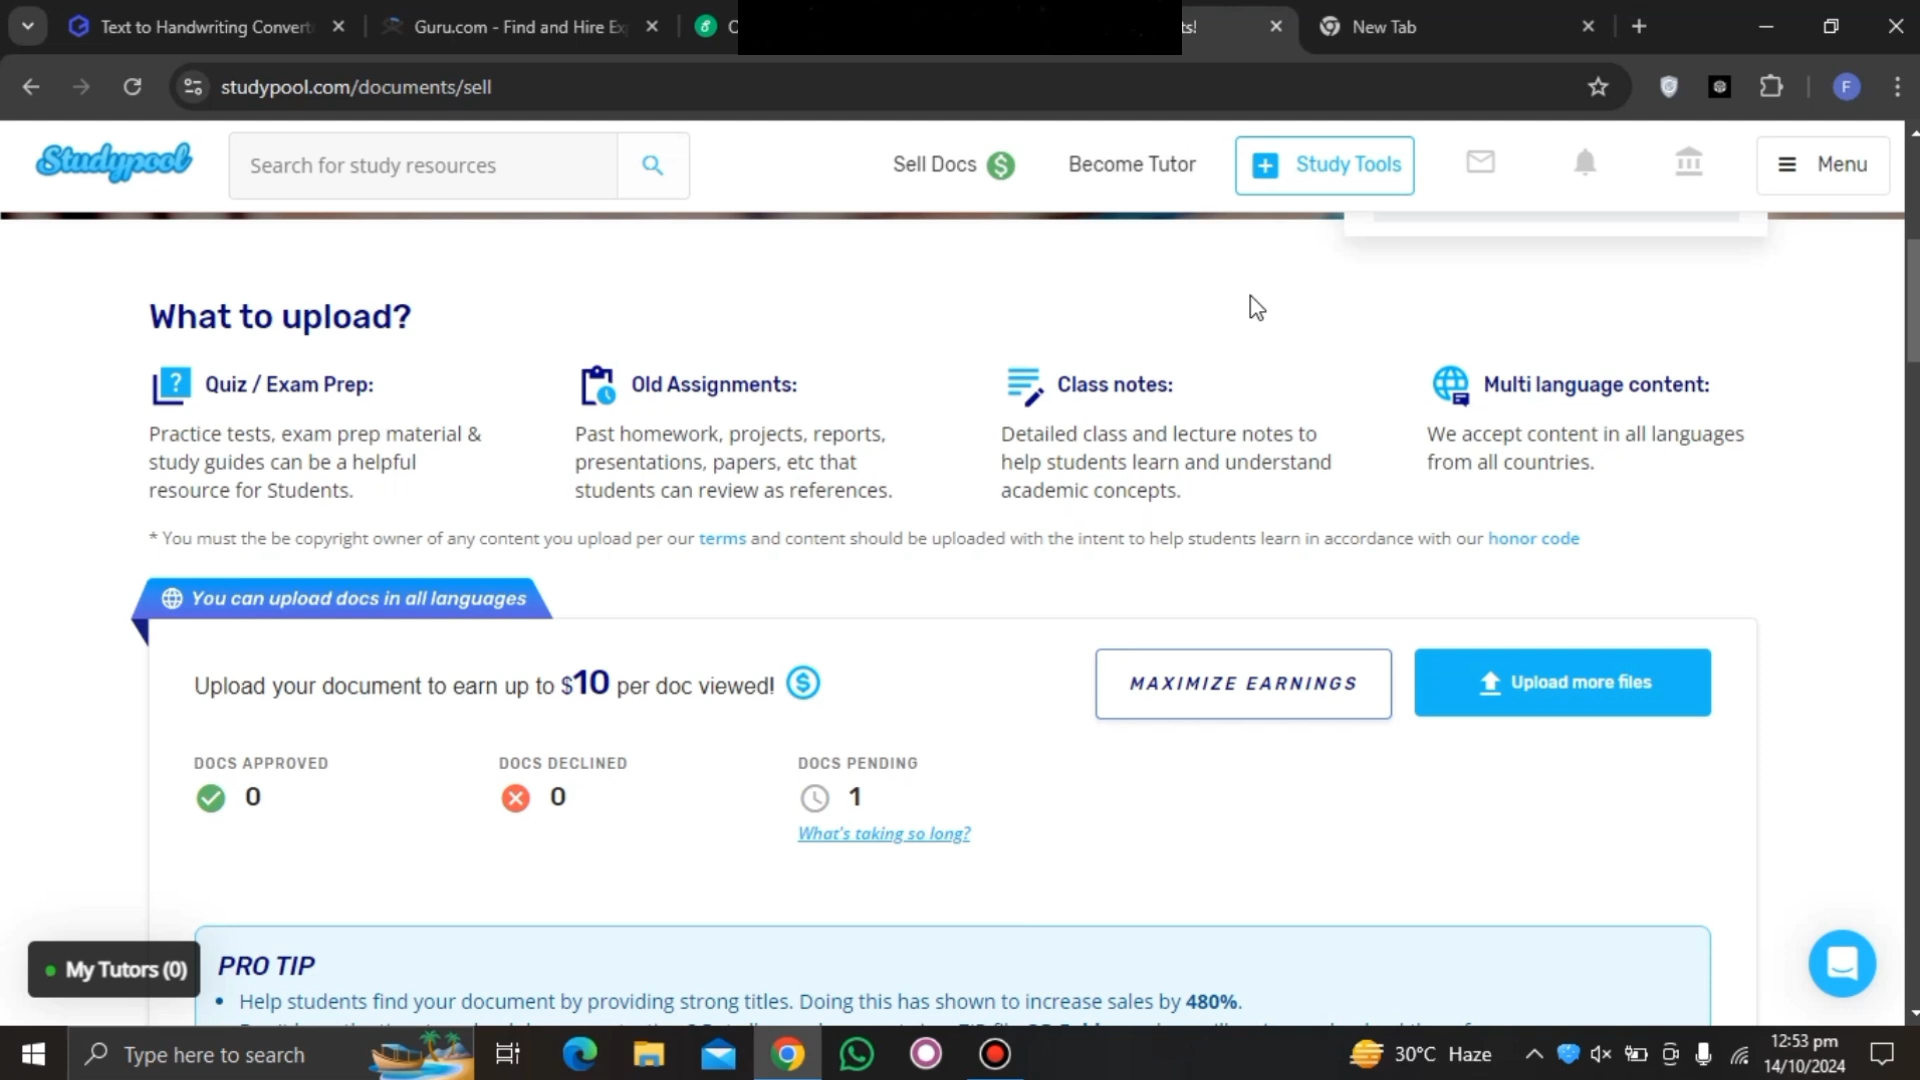 Text to Handwriting Convert
Guru.com - Find and Hire Ex
ts!
New Tab
studypool.com/documents/sell
F
Studypool
Search for study resources
Sell Docs
Become Tutor
Study Tools
Menu
What to upload?
Quiz / Exam Prep:
Practice tests, exam prep material &
study guides can be a helpful
resource for Students.
Old Assignments:
Past homework, projects, reports,
presentations, papers, etc that
students can review as references.
Class notes:
Detailed class and lecture notes to
help students learn and understand
academic concepts.
Multi language content:
We accept content in all languages
from all countries.
* You must the be copyright owner of any content you upload per our terms and content should be uploaded with the intent to help students learn in accordance with our honor code
You can upload docs in all languages
Upload your document to earn up to $10 per doc viewed!
MAXIMIZE EARNINGS
Upload more files
DOCS APPROVED
0
DOCS DECLINED
0
DOCS PENDING
1
What's taking so long?
My Tutors (0)
PRO TIP
• Help students find your document by providing strong titles. Doing this has shown to increase sales by 480%.
Type here to search
30°C Haze
12:53 pm
14/10/2024